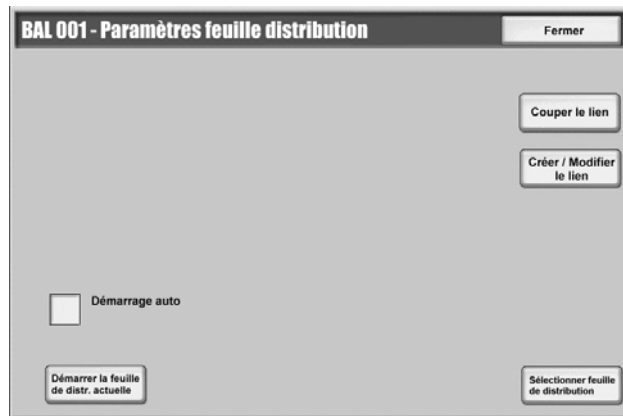 BAL 001 - Paramètres feuille distribution
Fermer
Couper le lien
Créer / Modifier
le lien
Démarrage auto
Démarrer la feuille
de distr. actuelle
Sélectionner feuille
de distribution